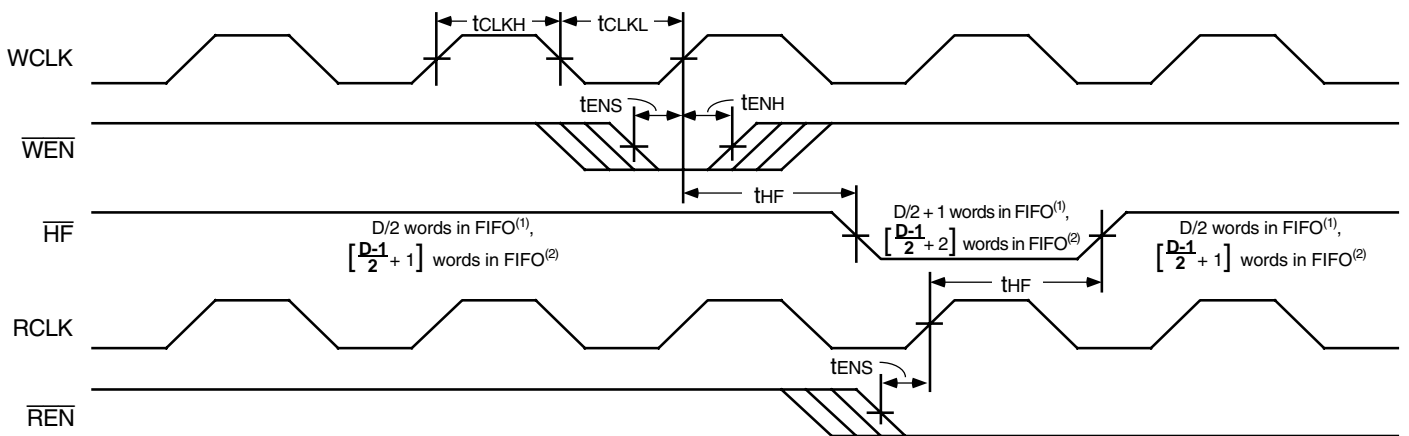 tCLKH
tCLKL
WCLK
tENS
tENH
WEN
tHF
HF
D/2 words in FIFO(1),
[D-1/2 + 1] words in FIFO(2)
D/2 + 1 words in FIFO(1),
[D-1/2 + 2] words in FIFO(2)
D/2 words in FIFO(1),
[D-1/2 + 1] words in FIFO(2)
tHF
RCLK
tENS
REN